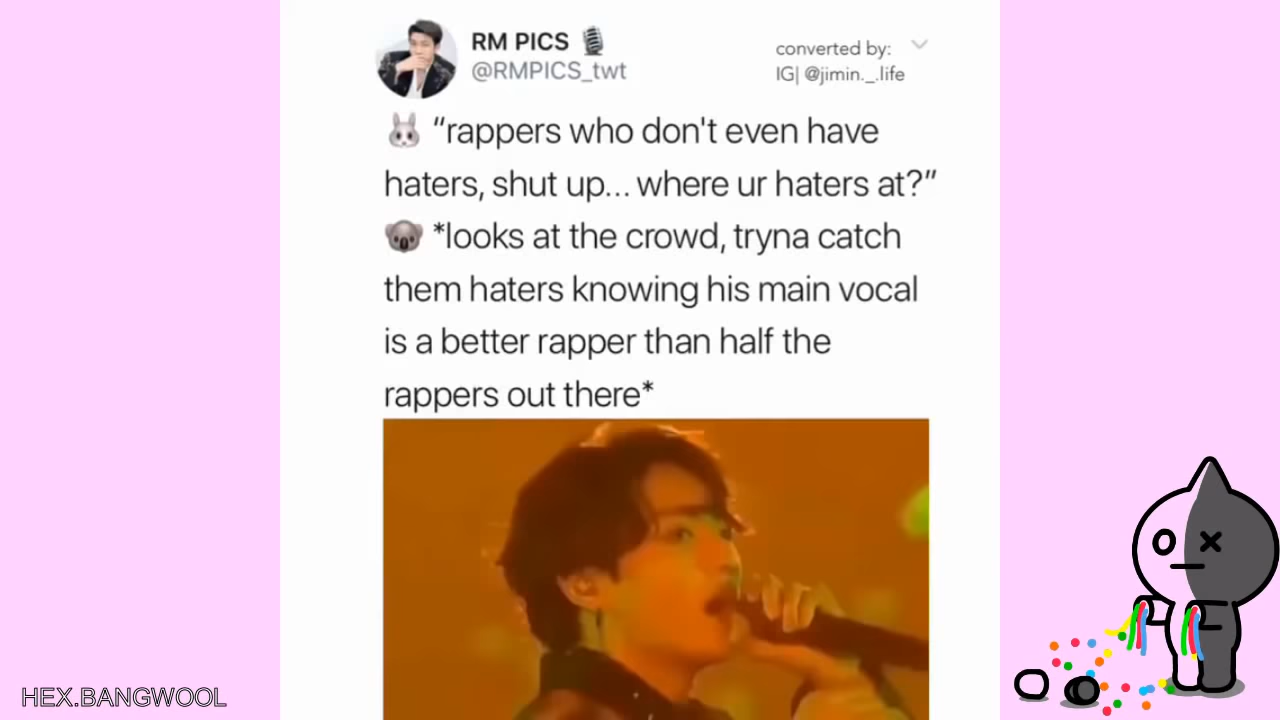 RM PICS 🎙
@RMPICS_twt
converted by:
IG| @jimin._.life
🐰 “rappers who don't even have
haters, shut up... where ur haters at?”
🐨 *looks at the crowd, tryna catch
them haters knowing his main vocal
is a better rapper than half the
rappers out there*
HEX.BANGWOOL